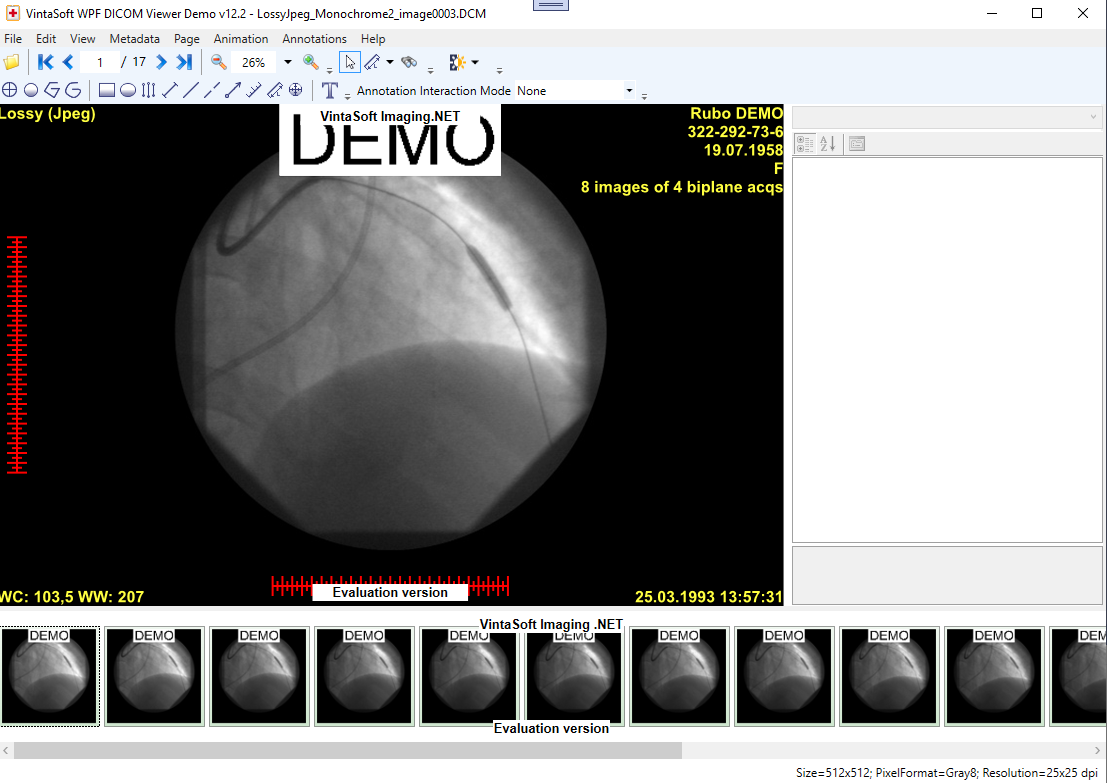 VintaSoft WPF DICOM Viewer Demo v12.2 - LossyJpeg_Monochrome2_image0003.DCM
File Edit View Metadata Page Animation Annotations Help
1 / 17 26%
T Annotation Interaction Mode None
Lossy (Jpeg)
VintaSoft Imaging.NET
DEMO
Rubo DEMO
322-292-73-6
19.07.1958
F
8 images of 4 biplane acqs
WC: 103,5 WW: 207
Evaluation version
25.03.1993 13:57:31
VintaSoft Imaging .NET
DEMO DEMO DEMO DEMO DEMO DEMO DEMO DEMO DEMO DEMO DEM
Evaluation version
Size=512x512; PixelFormat=Gray8; Resolution=25x25 dpi